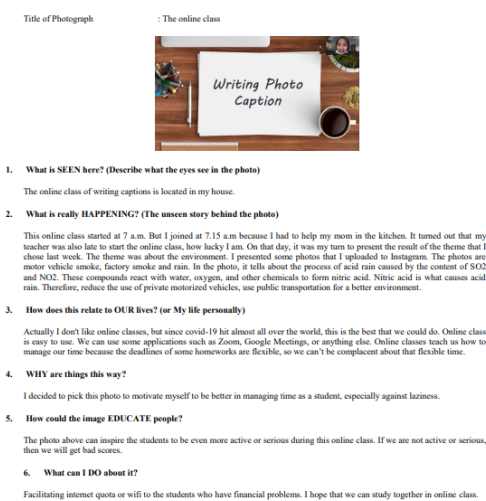 Title of Photograph : The online class
Writing Photo
Caption
1. What is SEEN here? (Describe what the eyes see in the photo)
The online class of writing captions is located in my house.
2. What is really HAPPENING? (The unseen story behind the photo)
This online class started at 7 a.m. But I joined at 7.15 a.m because I had to help my mom in the kitchen. It turned out that my
teacher was also late to start the online class, how lucky I am. On that day, it was my turn to present the result of the theme that I
chose last week. The theme was about the environment. I presented some photos that I uploaded to Instagram. The photos are
motor vehicle smoke, factory smoke and rain. In the photo, it tells about the process of acid rain caused by the content of SO2
and NO2. These compounds react with water, oxygen, and other chemicals to form nitric acid. Nitric acid is what causes acid
rain. Therefore, reduce the use of private motorized vehicles, use public transportation for a better environment.
3. How does this relate to OUR lives? (or My life personally)
Actually I don't like online classes, but since covid-19 hit almost all over the world, this is the best that we could do. Online class
is easy to use. We can use some applications such as Zoom, Google Meetings, or anything else. Online classes teach us how to
manage our time because the deadlines of some homeworks are flexible, so we can't be complacent about that flexible time.
4. WHY are things this way?
I decided to pick this photo to motivate myself to be better in managing time as a student, especially against laziness.
5. How could the image EDUCATE people?
The photo above can inspire the students to be even more active or serious during this online class. If we are not active or serious,
then we will get bad scores.
6. What can I DO about it?
Facilitating internet quota or wifi to the students who have financial problems. I hope that we can study together in online class.